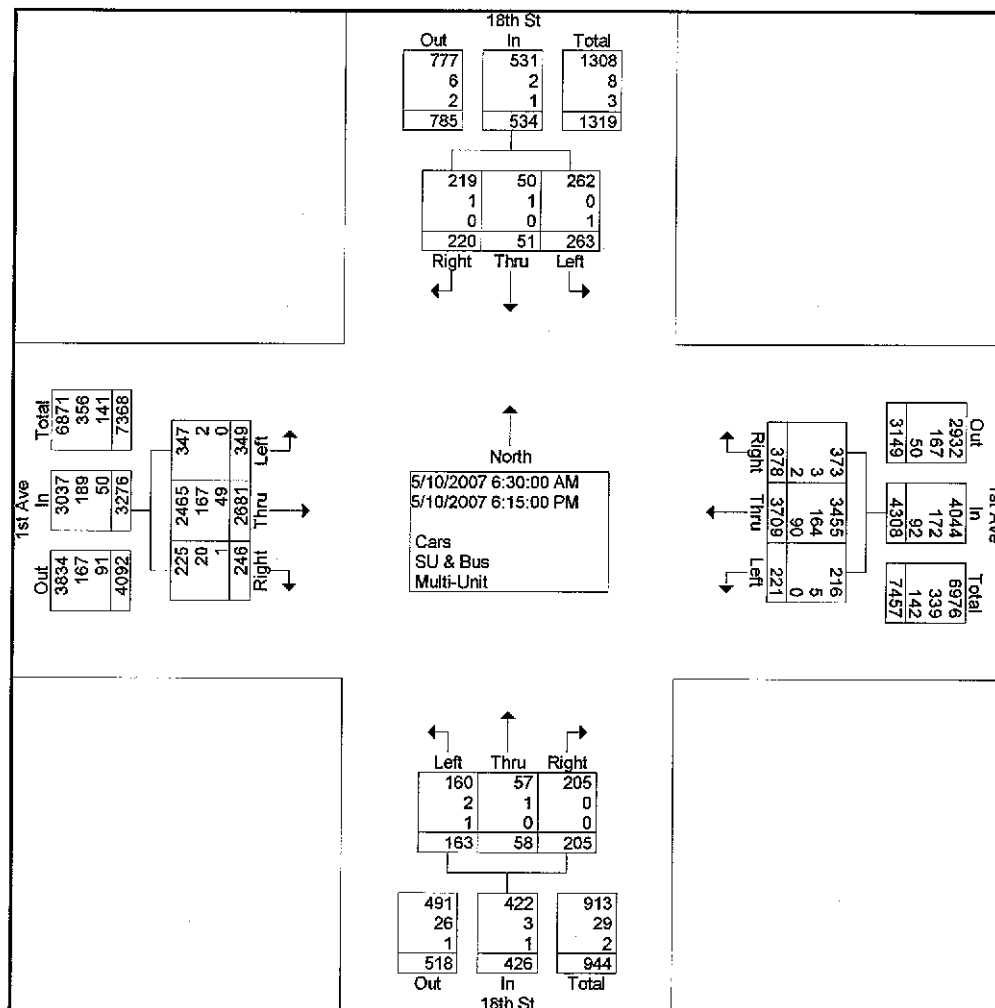 18th St
Out In Total
777 531 1308
6 2 8
2 1 3
785 534 1319
219 50 262
1 1 0
0 0 1
220 51 263
Right Thru Left
1st Ave
Total In Out
6871 3037 3834
356 189 167
141 50 91
7368 3276 4092
347 2465 225
2 167 20
0 49 1
349 2681 246
Left Thru Right
North
5/10/2007 6:30:00 AM
5/10/2007 6:15:00 PM
Cars
SU & Bus
Multi-Unit
Right Thru Left
378 3709 221
2 90 0
3 164 5
373 3455 216
1st Ave
Out In Total
2932 4044 6976
167 172 339
50 92 142
3149 4308 7457
Left Thru Right
160 57 205
2 1 0
1 0 0
163 58 205
491 422 913
26 3 29
1 1 2
518 426 944
Out In Total
18th St